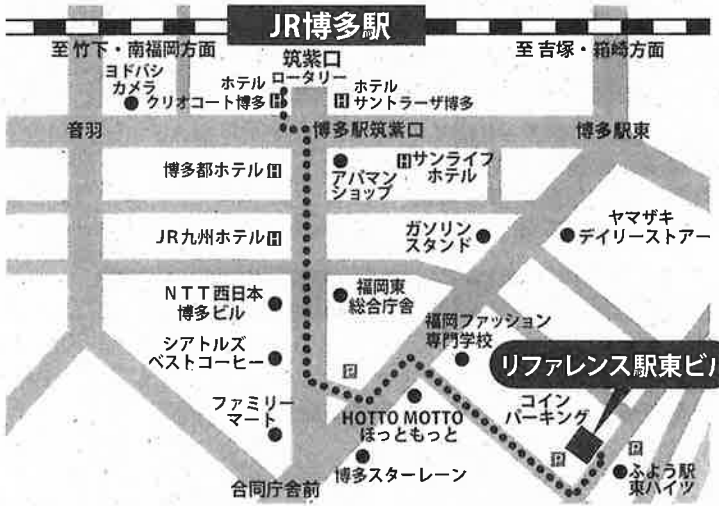 JR博多駅
至 竹下・南福岡方面
筑紫口
ロータリー
至 吉塚・箱崎方面
ヨドバシ
カメラ
ホテル
クリオコート博多 H
H ホテル
サントラーザ博多
音羽
博多駅筑紫口
博多駅東
博多都ホテル H
アパマン
ショップ
H サンライフ
ホテル
JR九州ホテル H
ガソリン
スタンド
ヤマザキ
デイリーストアー
NTT西日本
博多ビル
福岡東
総合庁舎
シアトルズ
ベストコーヒー
福岡ファッション
専門学校
P
リファレンス駅東ビル
ファミリー
マート
HOTTO MOTTO
ほっともっと
コイン
パーキング
P
P
合同庁舎前
博多スターレーン
ふよう駅
東ハイツ